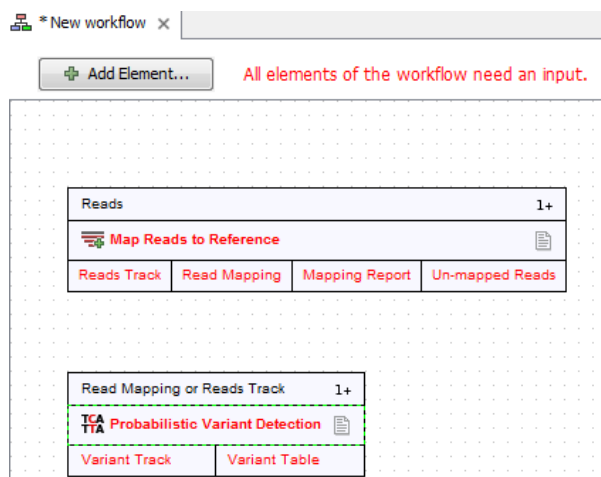 * New workflow
Add Element... All elements of the workflow need an input.
Reads 1+
Map Reads to Reference
Reads Track Read Mapping Mapping Report Un-mapped Reads
Read Mapping or Reads Track 1+
TCA TTA Probabilistic Variant Detection
Variant Track Variant Table